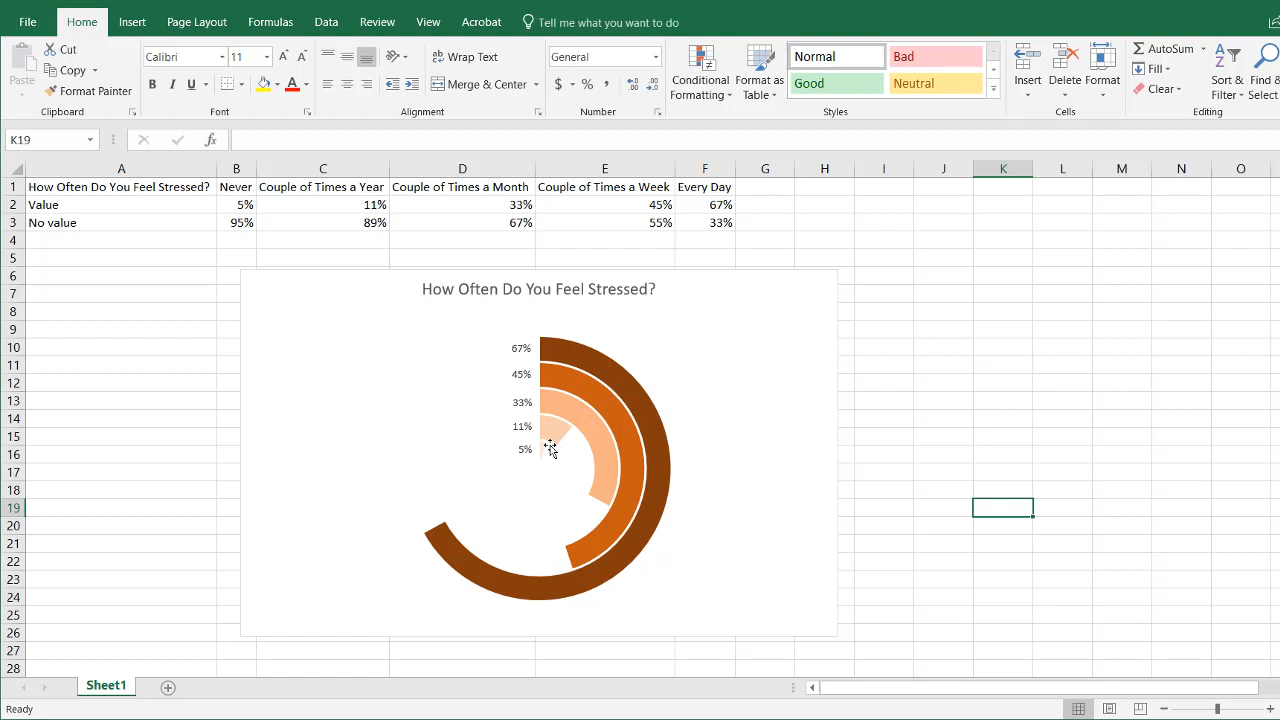 File Home Insert Page Layout Formulas Data Review View Acrobat Tell me what you want to do
Paste
Cut
Copy
Format Painter
Clipboard
Calibri 11
B I U
Font
Wrap Text
Merge & Center
Alignment
General
$ % ,
Number
Conditional Formatting
Format as Table
Normal Bad
Good Neutral
Styles
Insert Delete Format
Cells
AutoSum
Fill
Clear
Sort & Filter
Find & Select
Editing
K19 fx
A B C D E F G H I J K L M N O
1 How Often Do You Feel Stressed? Never Couple of Times a Year Couple of Times a Month Couple of Times a Week Every Day
2 Value 5% 11% 33% 45% 67%
3 No value 95% 89% 67% 55% 33%
4
5
6
7
8
9
10
11
12
13
14
15
16
17
18
19
20
21
22
23
24
25
26
27
28
How Often Do You Feel Stressed?
67%
45%
33%
11%
5%
Sheet1
Ready